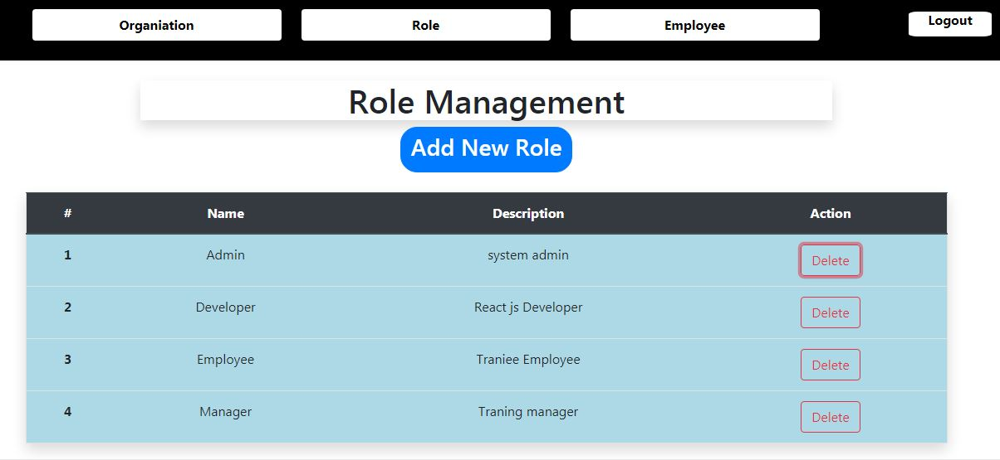 Organiation Role Employee Logout
Role Management
Add New Role
# Name Description Action
1 Admin system admin Delete
2 Developer React js Developer Delete
3 Employee Traniee Employee Delete
4 Manager Traning manager Delete